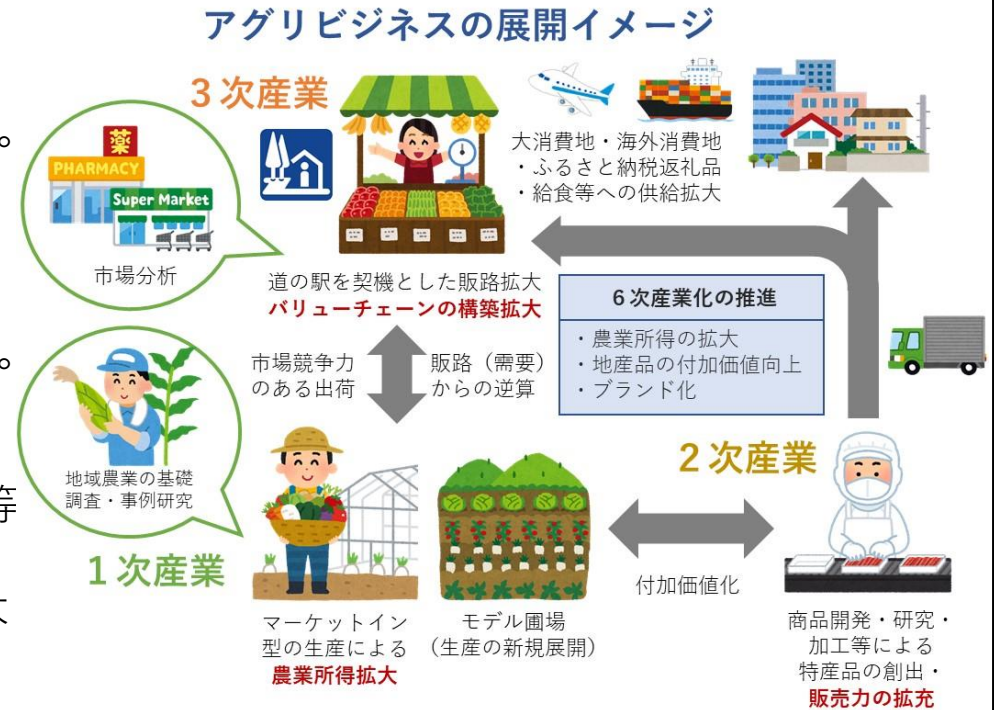 アグリビジネスの展開イメージ
3次産業
。
薬
PHARMACY
Super Market
市場分析
大消費地・海外消費地
・ふるさと納税返礼品
・給食等への供給拡大
道の駅を契機とした販路拡大
バリューチェーンの構築拡大
6次産業化の推進
・農業所得の拡大
・地産品の付加価値向上
・ブランド化
市場競争力
のある出荷
販路（需要）
からの逆算
。
地域農業の基礎
調査・事例研究
等
1次産業
2次産業
付加価値化
マーケットイン
型の生産による
農業所得拡大
モデル圃場
（生産の新規展開）
商品開発・研究・
加工等による
特産品の創出・
販売力の拡充